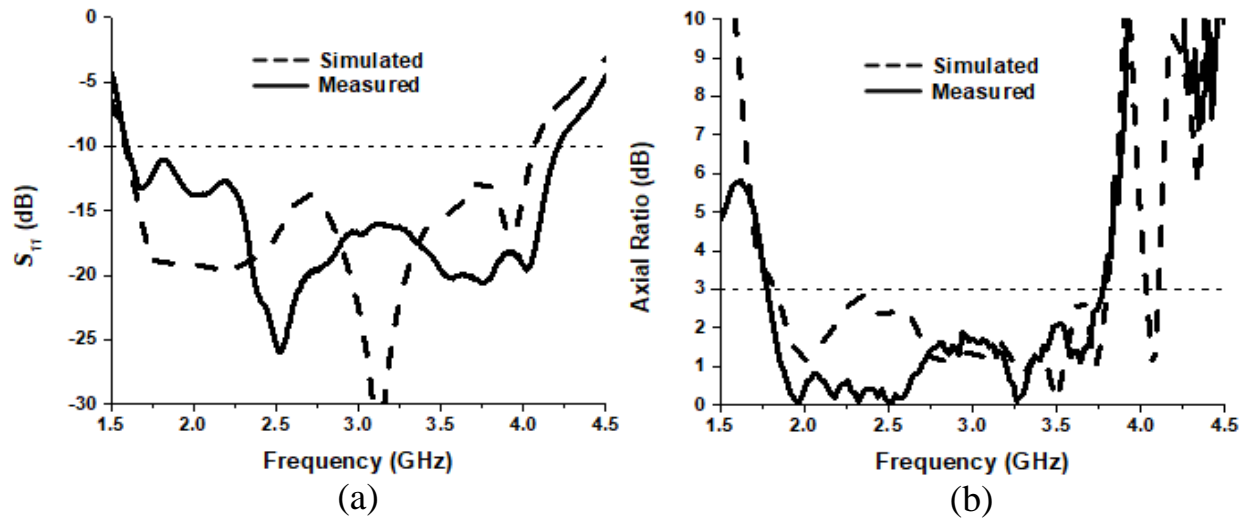 0
-5
-10
-15
-20
-25
-30
S11 (dB)
Simulated
Measured
1.5 2.0 2.5 3.0 3.5 4.0 4.5
Frequency (GHz)
(a)
10
9
8
7
6
5
4
3
2
1
0
Axial Ratio (dB)
Simulated
Measured
1.5 2.0 2.5 3.0 3.5 4.0 4.5
Frequency (GHz)
(b)